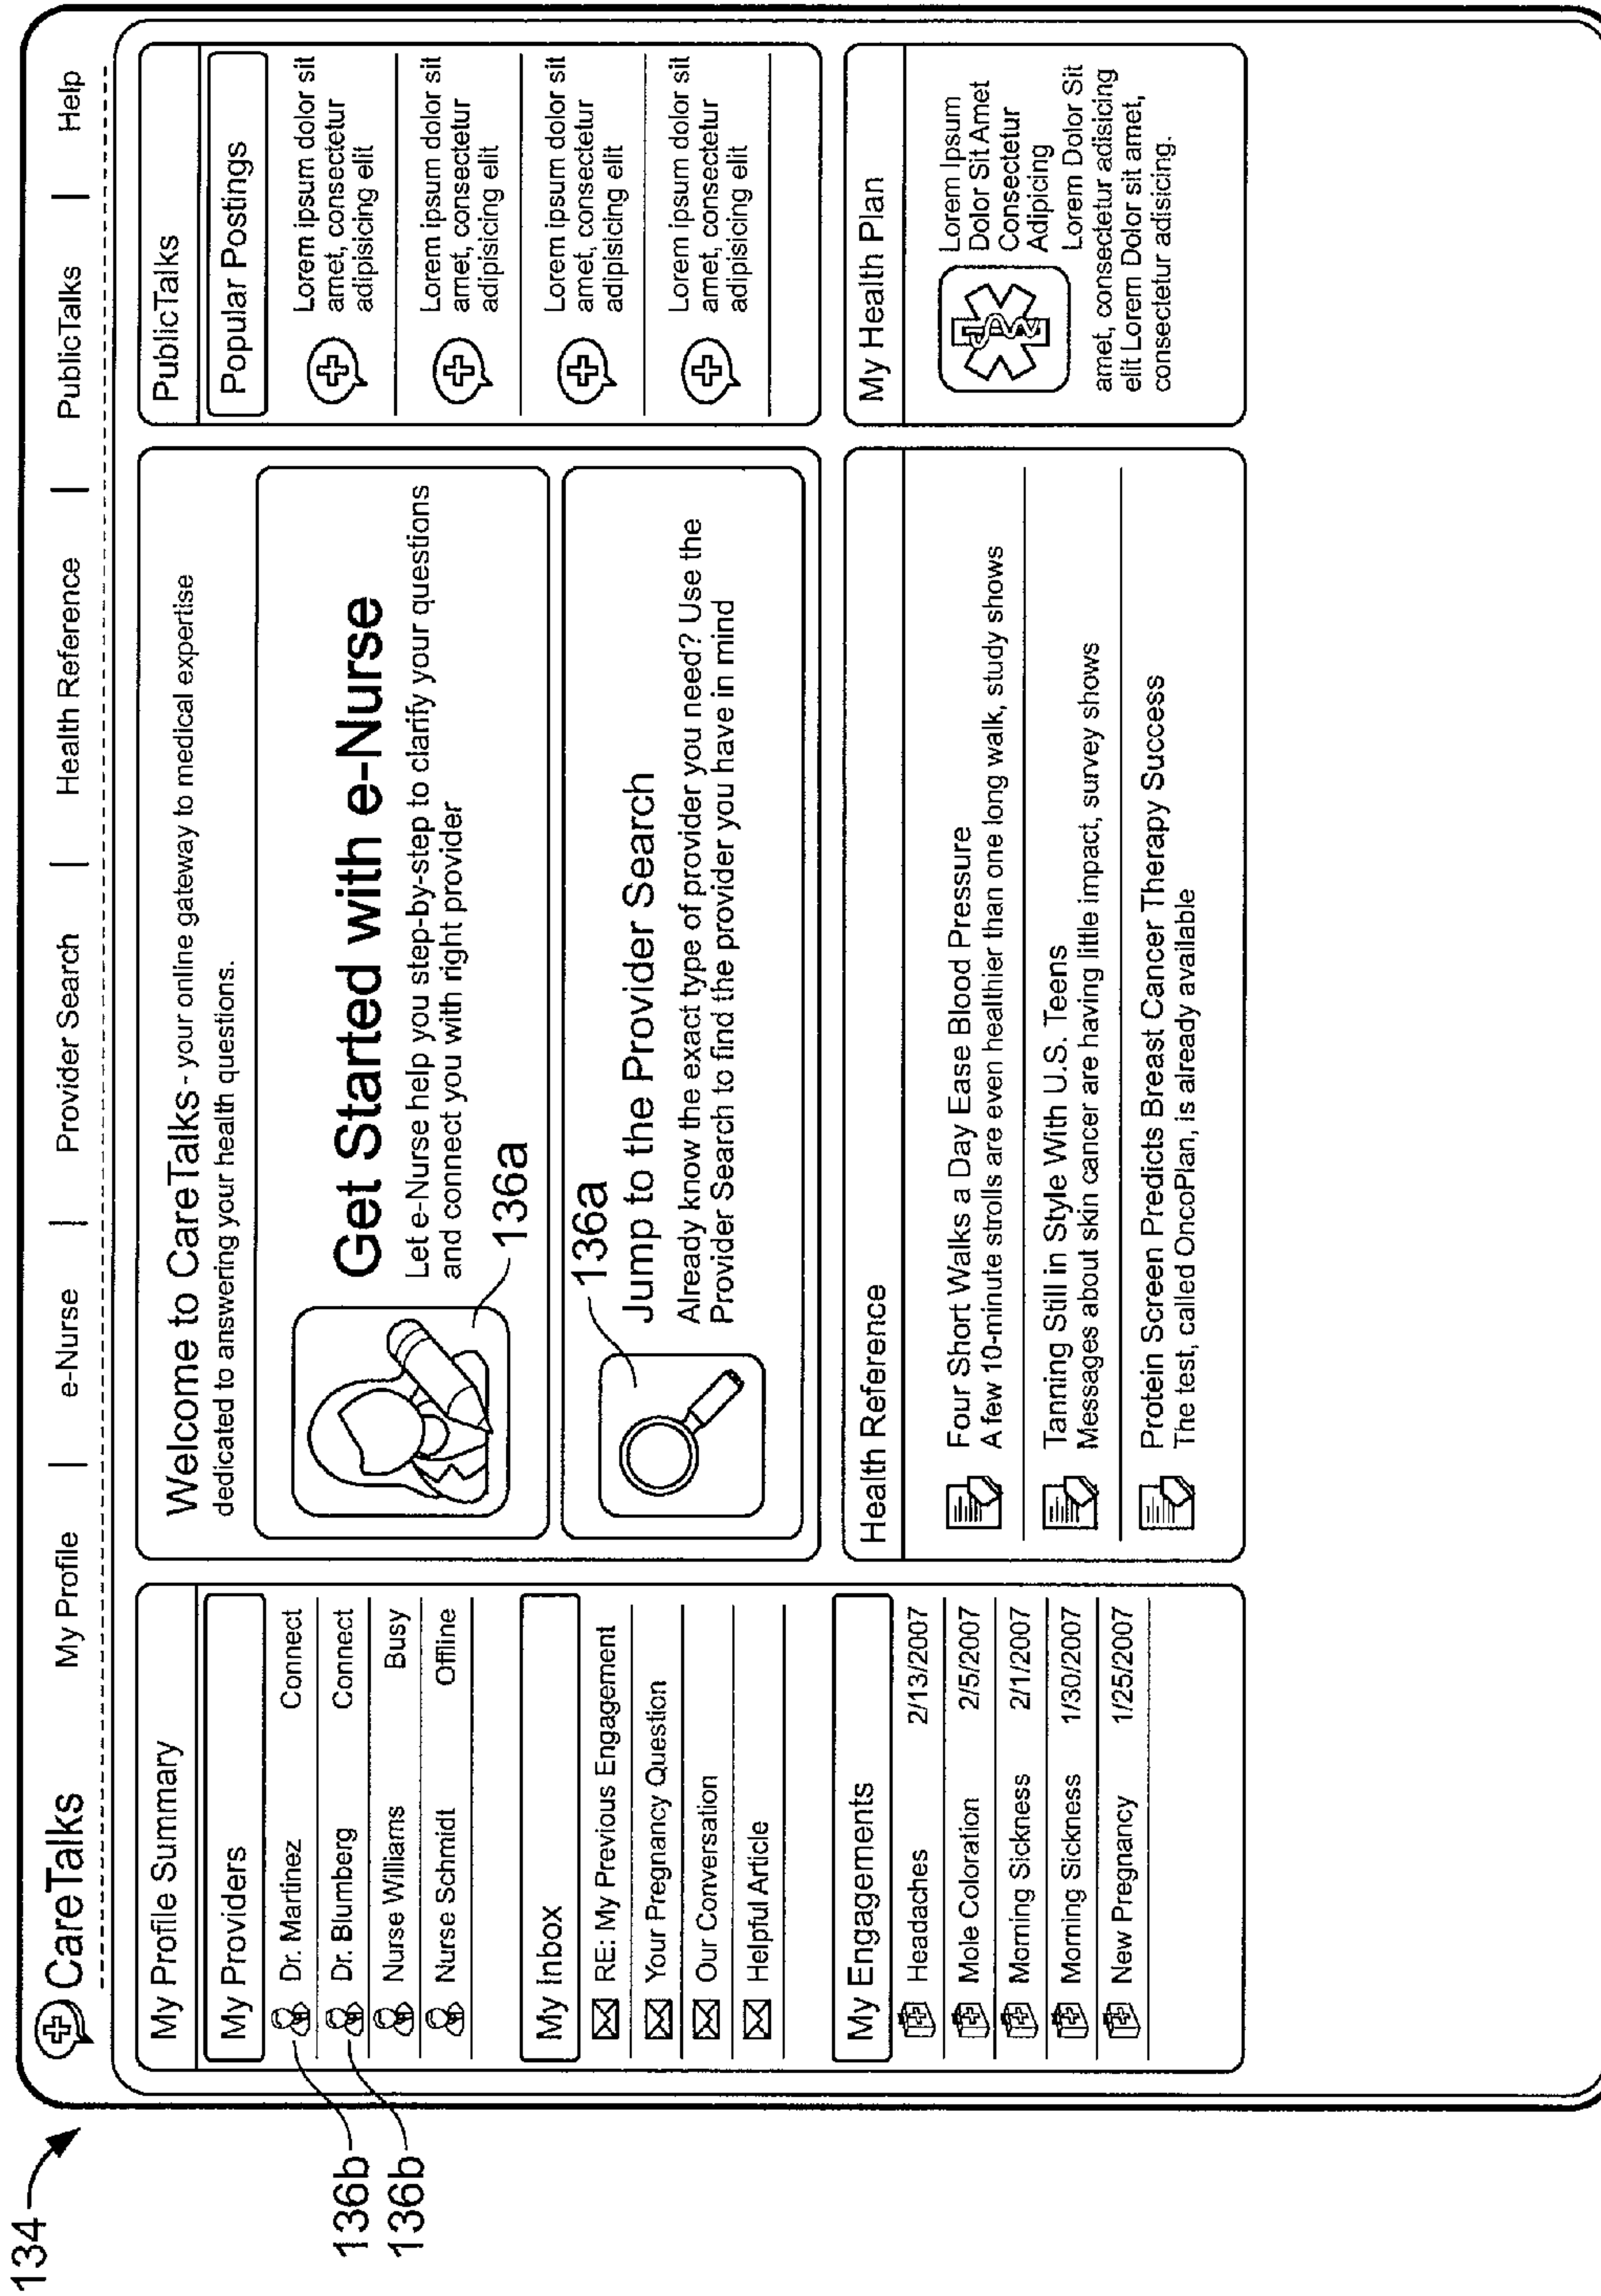 134
CareTalks
My Profile | e-Nurse | Provider Search | Health Reference | PublicTalks | Help
My Profile Summary
My Providers
Dr. Martinez Connect
Dr. Blumberg Connect
Nurse Williams Busy
Nurse Schmidt Offline
136b
136b
My Inbox
RE: My Previous Engagement
Your Pregnancy Question
Our Conversation
Helpful Article
My Engagements
Headaches 2/13/2007
Mole Coloration 2/5/2007
Morning Sickness 2/1/2007
Morning Sickness 1/30/2007
New Pregnancy 1/25/2007
Welcome to CareTalks - your online gateway to medical expertise
dedicated to answering your health questions.
Get Started with e-Nurse
Let e-Nurse help you step-by-step to clarify your questions
and connect you with right provider
136a
136a
Jump to the Provider Search
Already know the exact type of provider you need? Use the
Provider Search to find the provider you have in mind
Health Reference
Four Short Walks a Day Ease Blood Pressure
A few 10-minute strolls are even healthier than one long walk, study shows
Tanning Still in Style With U.S. Teens
Messages about skin cancer are having little impact, survey shows
Protein Screen Predicts Breast Cancer Therapy Success
The test, called OncoPlan, is already available
PublicTalks
Popular Postings
Lorem ipsum dolor sit
amet, consectetur
adipisicing elit
Lorem ipsum dolor sit
amet, consectetur
adipisicing elit
Lorem ipsum dolor sit
amet, consectetur
adipisicing elit
Lorem ipsum dolor sit
amet, consectetur
adipisicing elit
My Health Plan
Lorem Ipsum
Dolor Sit Amet
Consectetur
Adipicing
Lorem Dolor Sit
amet, consectetur adisicing
elit Lorem Dolor sit amet,
consectetur adisicing.